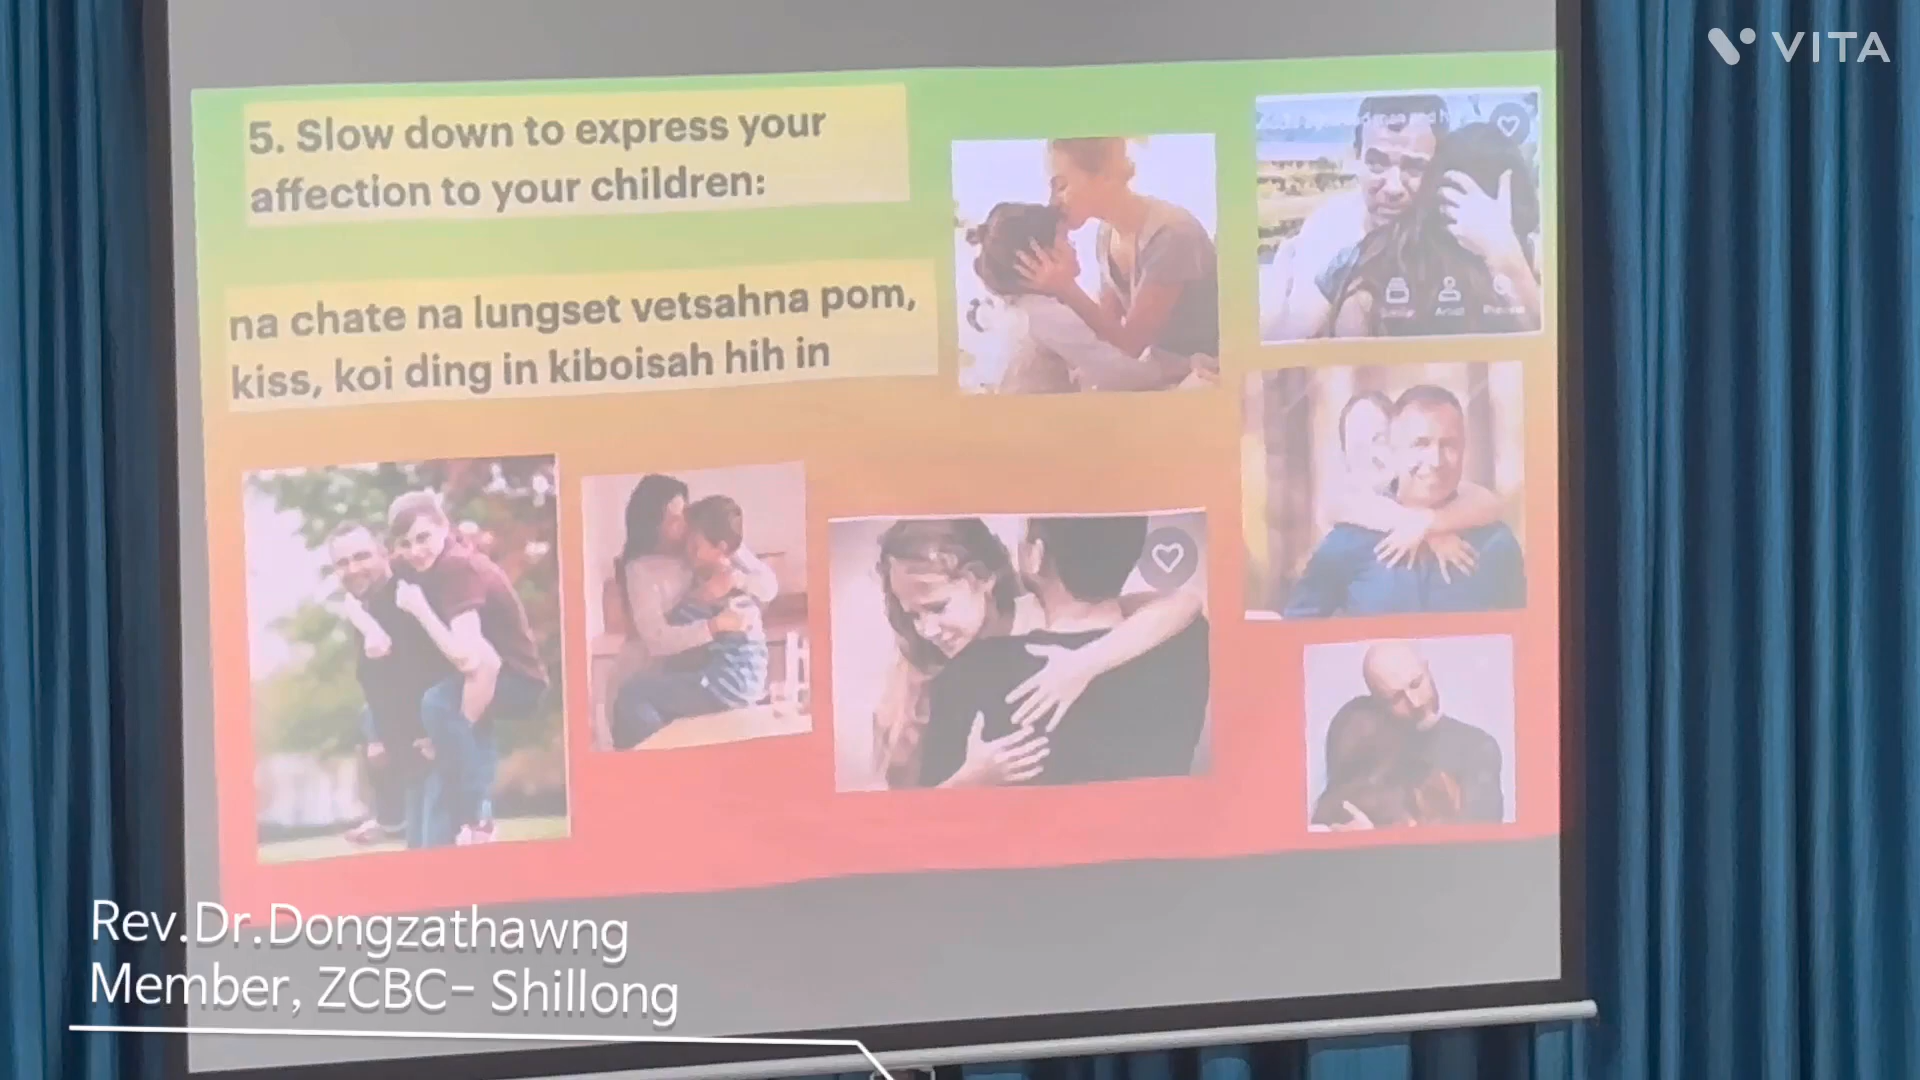 VITA
5. Slow down to express your
affection to your children:
na chate na lungset vetsahna pom,
kiss, koi ding in kiboisah hih in
Similar
Rev.Dr.Dongzathawng
Member, ZCBC- Shillong